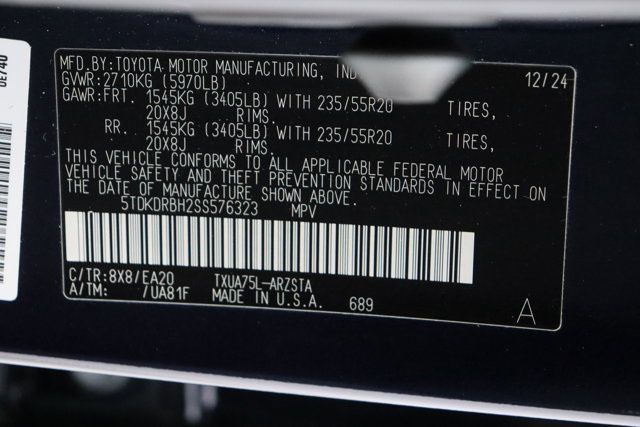 MFD.BY:TOYOTA MOTOR MANUFACTURING, IND 12/24
GVWR:2710KG (5970LB)
GAWR:FRT. 1545KG (3405LB) WITH 235/55R20 TIRES,
20X8J RIMS.
RR. 1545KG (3405LB) WITH 235/55R20 TIRES,
20X8J RIMS.
THIS VEHICLE CONFORMS TO ALL APPLICABLE FEDERAL MOTOR
VEHICLE SAFETY AND THEFT PREVENTION STANDARDS IN EFFECT ON
THE DATE OF MANUFACTURE SHOWN ABOVE.
5TDKDRBH2SS576323 MPV
C/TR:8X8/EA20 TXUA75L-ARZSTA
A/TM: /UA81F MADE IN U.S.A. 689
A